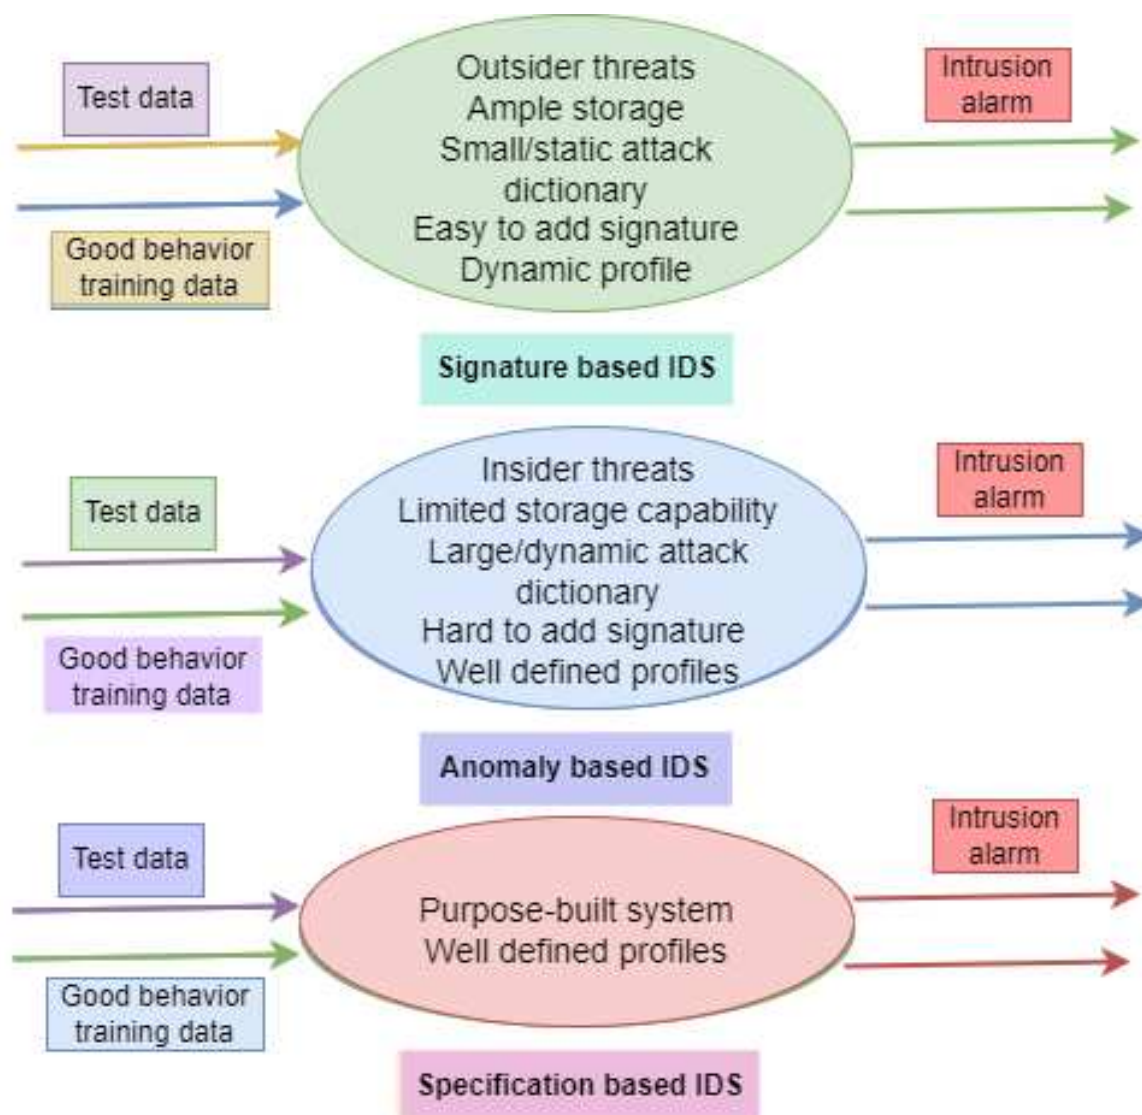 Test data
Good behavior
training data
Outsider threats
Ample storage
Small/static attack
dictionary
Easy to add signature
Dynamic profile
Intrusion
alarm
Signature based IDS
Test data
Good behavior
training data
Insider threats
Limited storage capability
Large/dynamic attack
dictionary
Hard to add signature
Well defined profiles
Intrusion
alarm
Anomaly based IDS
Test data
Good behavior
training data
Purpose-built system
Well defined profiles
Intrusion
alarm
Specification based IDS